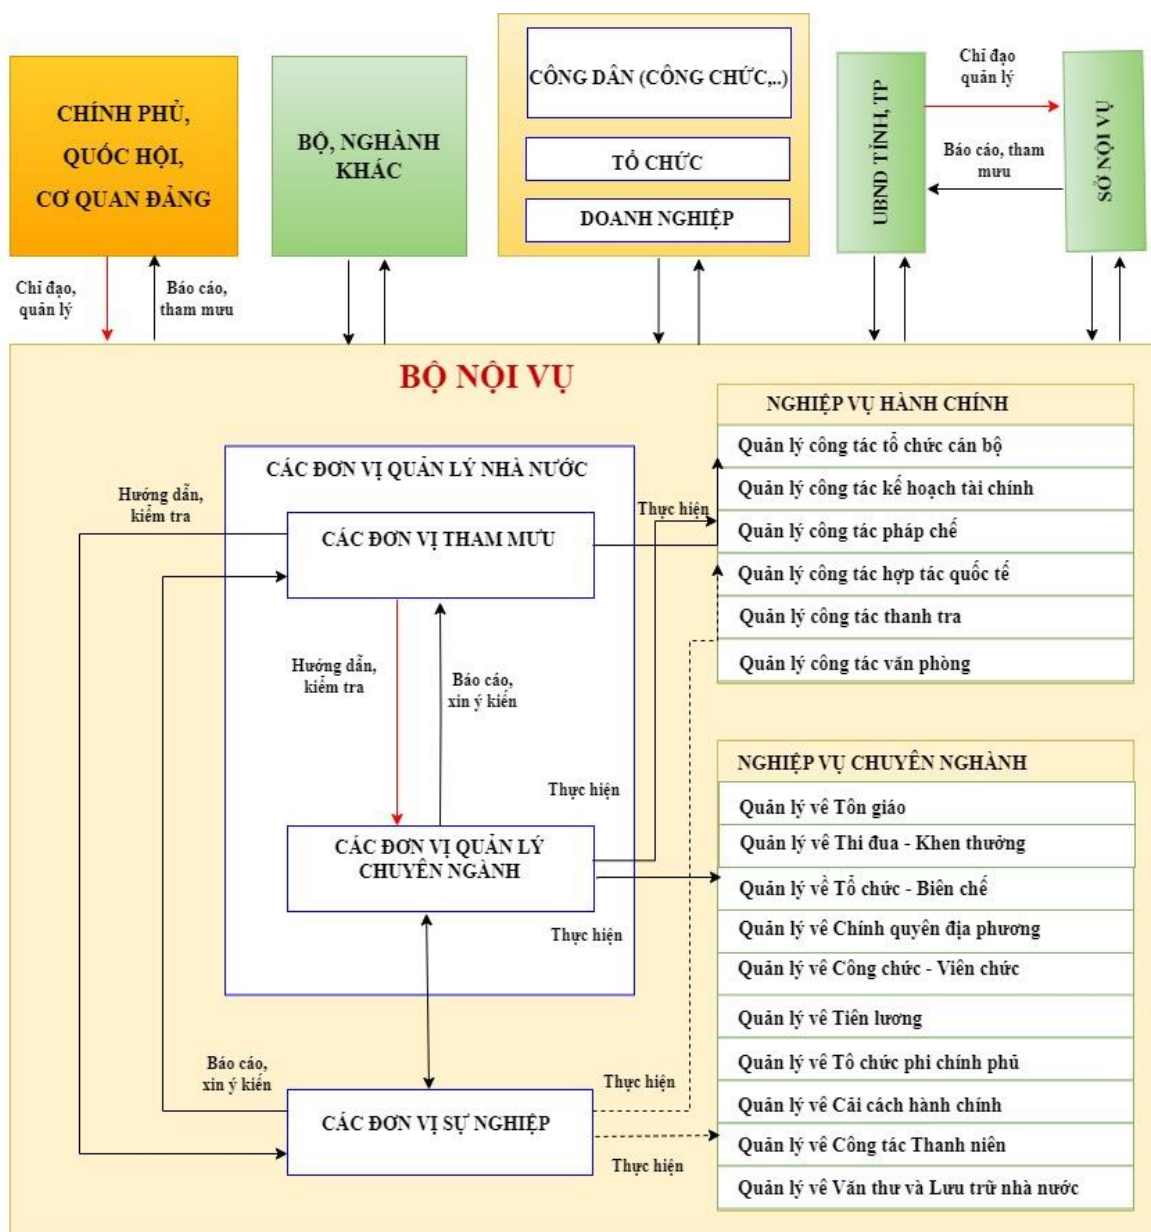 CHÍNH PHỦ,
QUỐC HỘI,
CƠ QUAN ĐẢNG
BỘ, NGHÀNH
KHÁC
CÔNG DÂN (CÔNG CHỨC,..)
TỔ CHỨC
DOANH NGHIỆP
UBND TỈNH, TP
Chỉ đạo
quản lý
Báo cáo, tham
mưu
SỞ NỘI VỤ
Chỉ đạo,
quản lý
Báo cáo,
tham mưu
BỘ NỘI VỤ
CÁC ĐƠN VỊ QUẢN LÝ NHÀ NƯỚC
Hướng dẫn,
kiểm tra
CÁC ĐƠN VỊ THAM MƯU
Thực hiện
Hướng dẫn,
kiểm tra
Báo cáo,
xin ý kiến
Thực hiện
CÁC ĐƠN VỊ QUẢN LÝ
CHUYÊN NGÀNH
Thực hiện
Báo cáo,
xin ý kiến
Thực hiện
CÁC ĐƠN VỊ SỰ NGHIỆP
Thực hiện
NGHIỆP VỤ HÀNH CHÍNH
Quản lý công tác tổ chức cán bộ
Quản lý công tác kế hoạch tài chính
Quản lý công tác pháp chế
Quản lý công tác hợp tác quốc tế
Quản lý công tác thanh tra
Quản lý công tác văn phòng
NGHIỆP VỤ CHUYÊN NGHÀNH
Quản lý về Tôn giáo
Quản lý về Thi đua - Khen thưởng
Quản lý về Tổ chức - Biên chế
Quản lý về Chính quyền địa phương
Quản lý về Công chức - Viên chức
Quản lý về Tiền lương
Quản lý về Tổ chức phi chính phủ
Quản lý về Cải cách hành chính
Quản lý về Công tác Thanh niên
Quản lý về Văn thư và Lưu trữ nhà nước